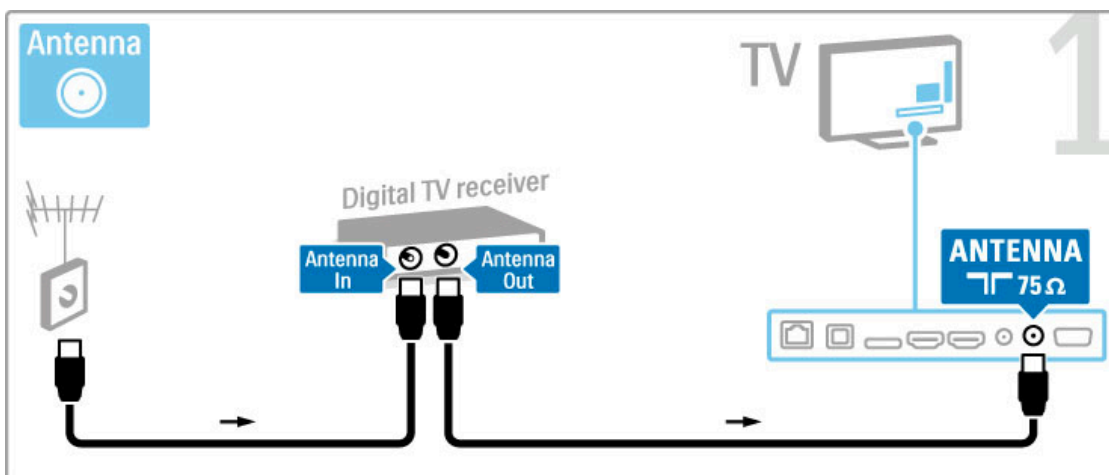 Antenna
TV
1
Digital TV receiver
Antenna
In
Antenna
Out
ANTENNA
75 Ω